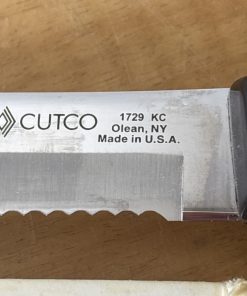 CUTCO
1729 KC
Olean, NY
Made in U.S.A.